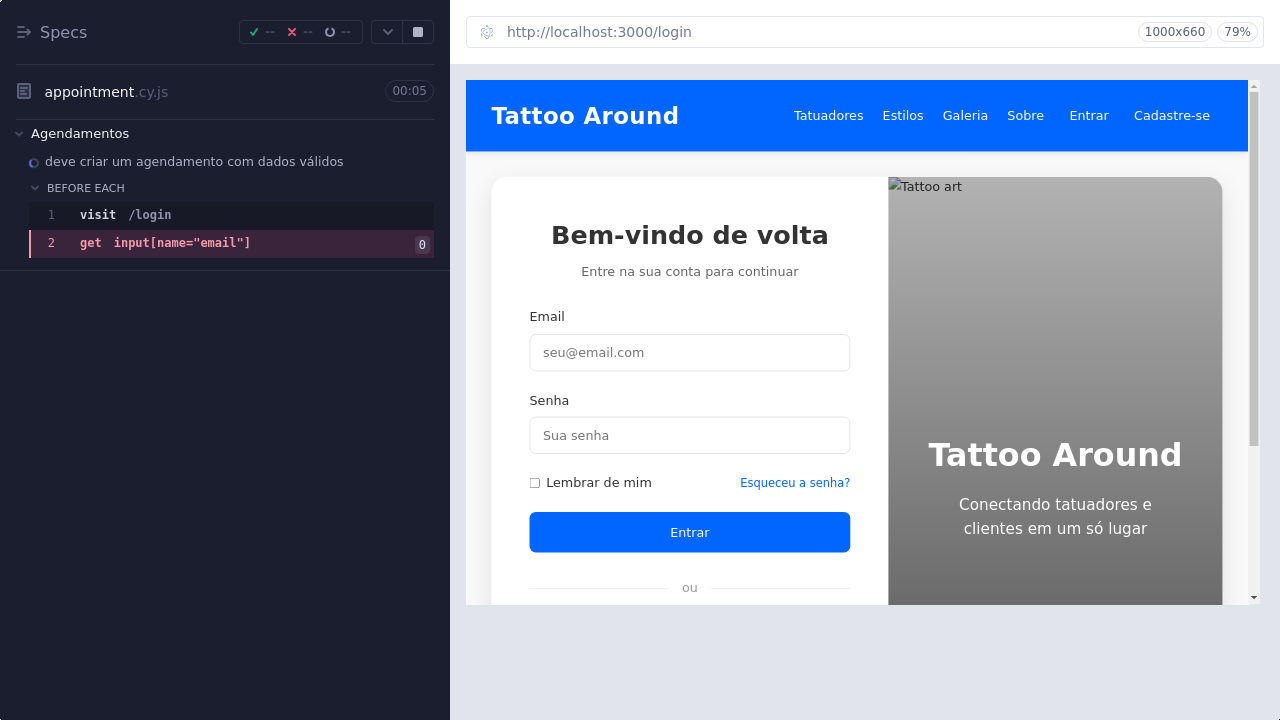 Specs
-- -- --
appointment.cy.js
00:05
Agendamentos
deve criar um agendamento com dados válidos
BEFORE EACH
1 visit /login
2 get input[name="email"] 0
http://localhost:3000/login
1000x660
79%
Tattoo Around
Tatuadores Estilos Galeria Sobre Entrar Cadastre-se
Bem-vindo de volta
Entre na sua conta para continuar
Email
seu@email.com
Senha
Sua senha
Lembrar de mim
Esqueceu a senha?
Entrar
ou
Tattoo art
Tattoo Around
Conectando tatuadores e
clientes em um só lugar